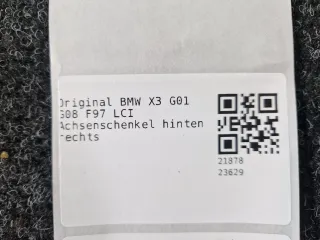 Original BMW X3 G01
G08 F97 LCI
Achsenschenkel hinten
rechts
21878
23629